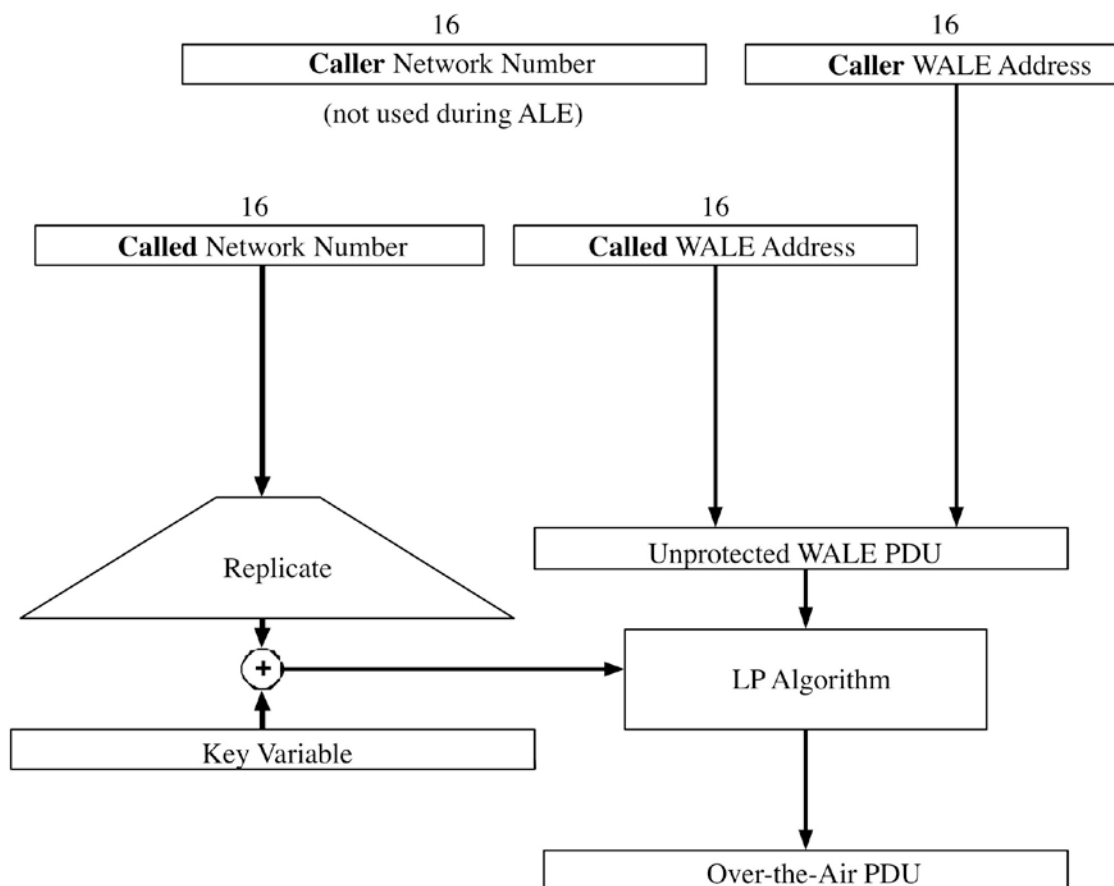 16
16
Caller Network Number
Caller WALE Address
(not used during ALE)
16
16
Called Network Number
Called WALE Address
Unprotected WALE PDU
Replicate
+
LP Algorithm
Key Variable
Over-the-Air PDU